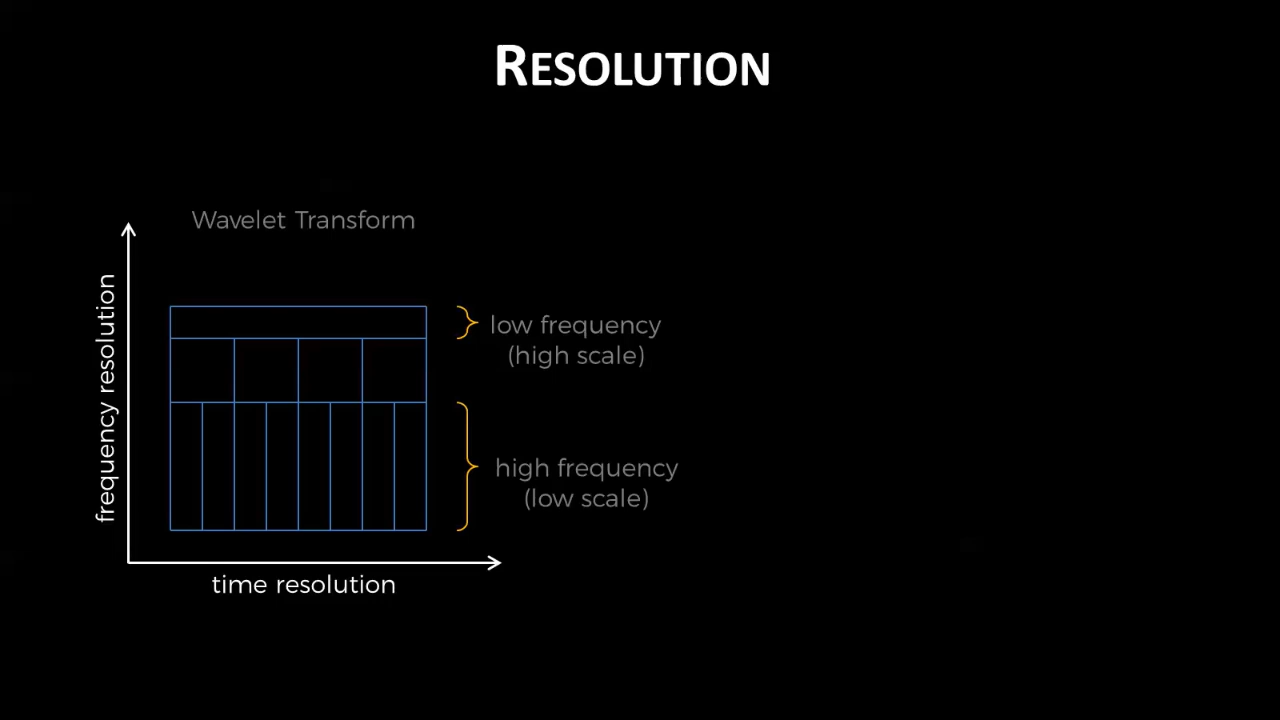 RESOLUTION
Wavelet Transform
frequency resolution
low frequency
(high scale)
high frequency
(low scale)
time resolution